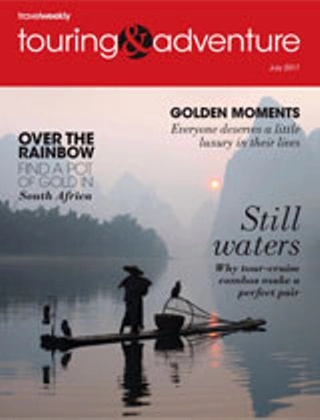 travelweekly
touring&adventure
July 2017
GOLDEN MOMENTS
Everyone deserves a little
luxury in their lives
OVER THE
RAINBOW
FIND A POT
OF GOLD IN
South Africa
Still
waters
Why tour-cruise
combos make a
perfect pair